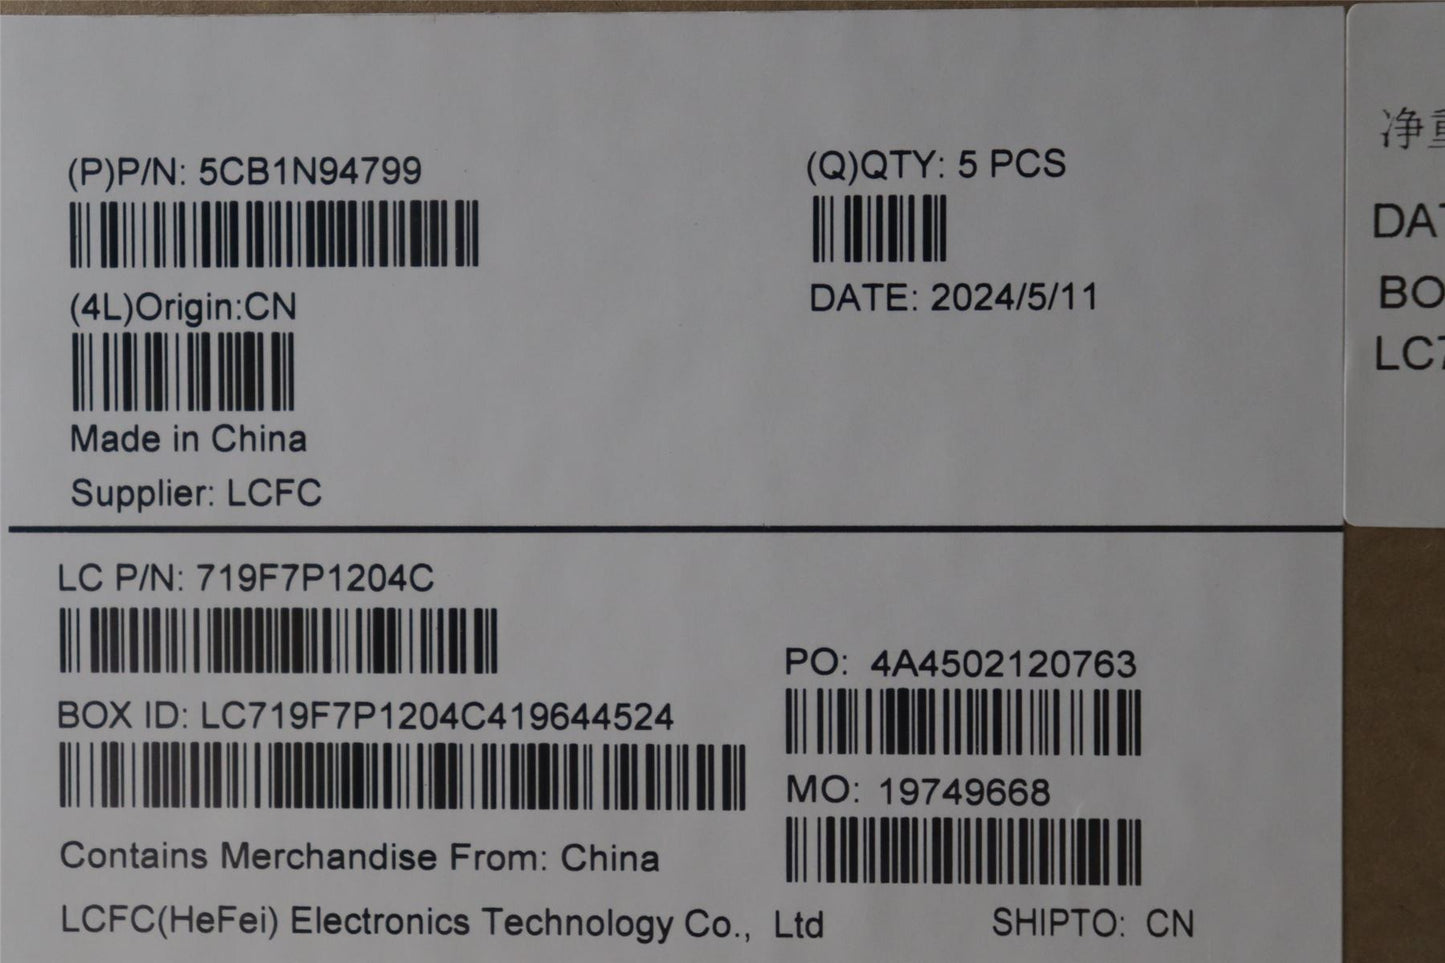 (P)P/N: 5CB1N94799
(Q)QTY: 5 PCS
(4L)Origin:CN
DATE: 2024/5/11
Made in China
Supplier: LCFC
LC P/N: 719F7P1204C
PO: 4A4502120763
BOX ID: LC719F7P1204C419644524
MO: 19749668
Contains Merchandise From: China
LCFC(HeFei) Electronics Technology Co., Ltd
SHIPTO: CN
净